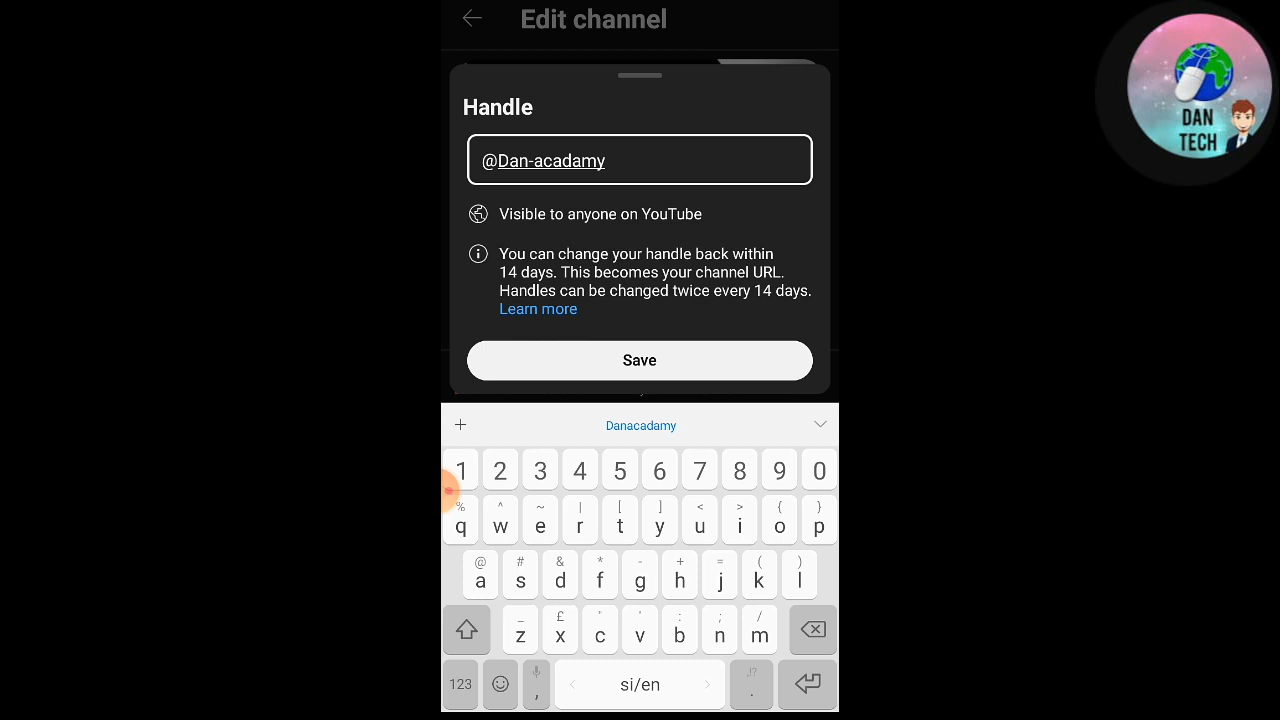 Edit channel
DAN
TECH
Handle
@Dan-acadamy
Visible to anyone on YouTube
You can change your handle back within
14 days. This becomes your channel URL.
Handles can be changed twice every 14 days.
Learn more
Save
+ Danacadamy
1 2 3 4 5 6 7 8 9 0
% ^ ~ | [ ] < > { }
q w e r t y u i o p
@ # & * - + = ( )
a s d f g h j k l
_ £ " ' : ; /
z x c v b n m
,!?
123 , < si/en > .